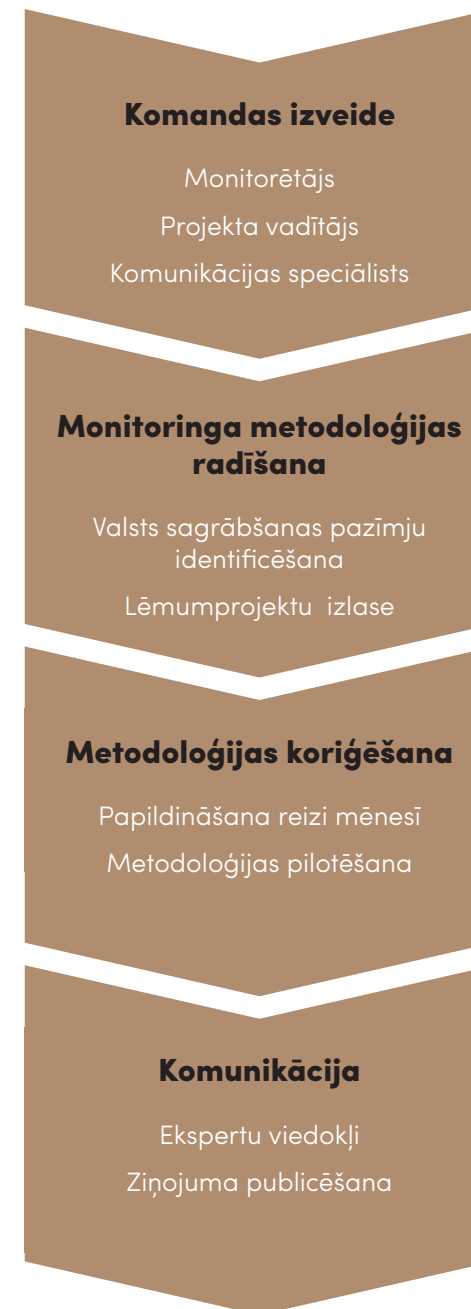 Komandas izveide
Monitorētājs
Projekta vadītājs
Komunikācijas speciālists
Monitoringa metodoloģijas
radīšana
Valsts sagrābšanas pazīmju
identificēšana
Lēmumprojektu izlase
Metodoloģijas koriģēšana
Papildināšana reizi mēnesī
Metodoloģijas pilotēšana
Komunikācija
Ekspertu viedokļi
Ziņojuma publicēšana